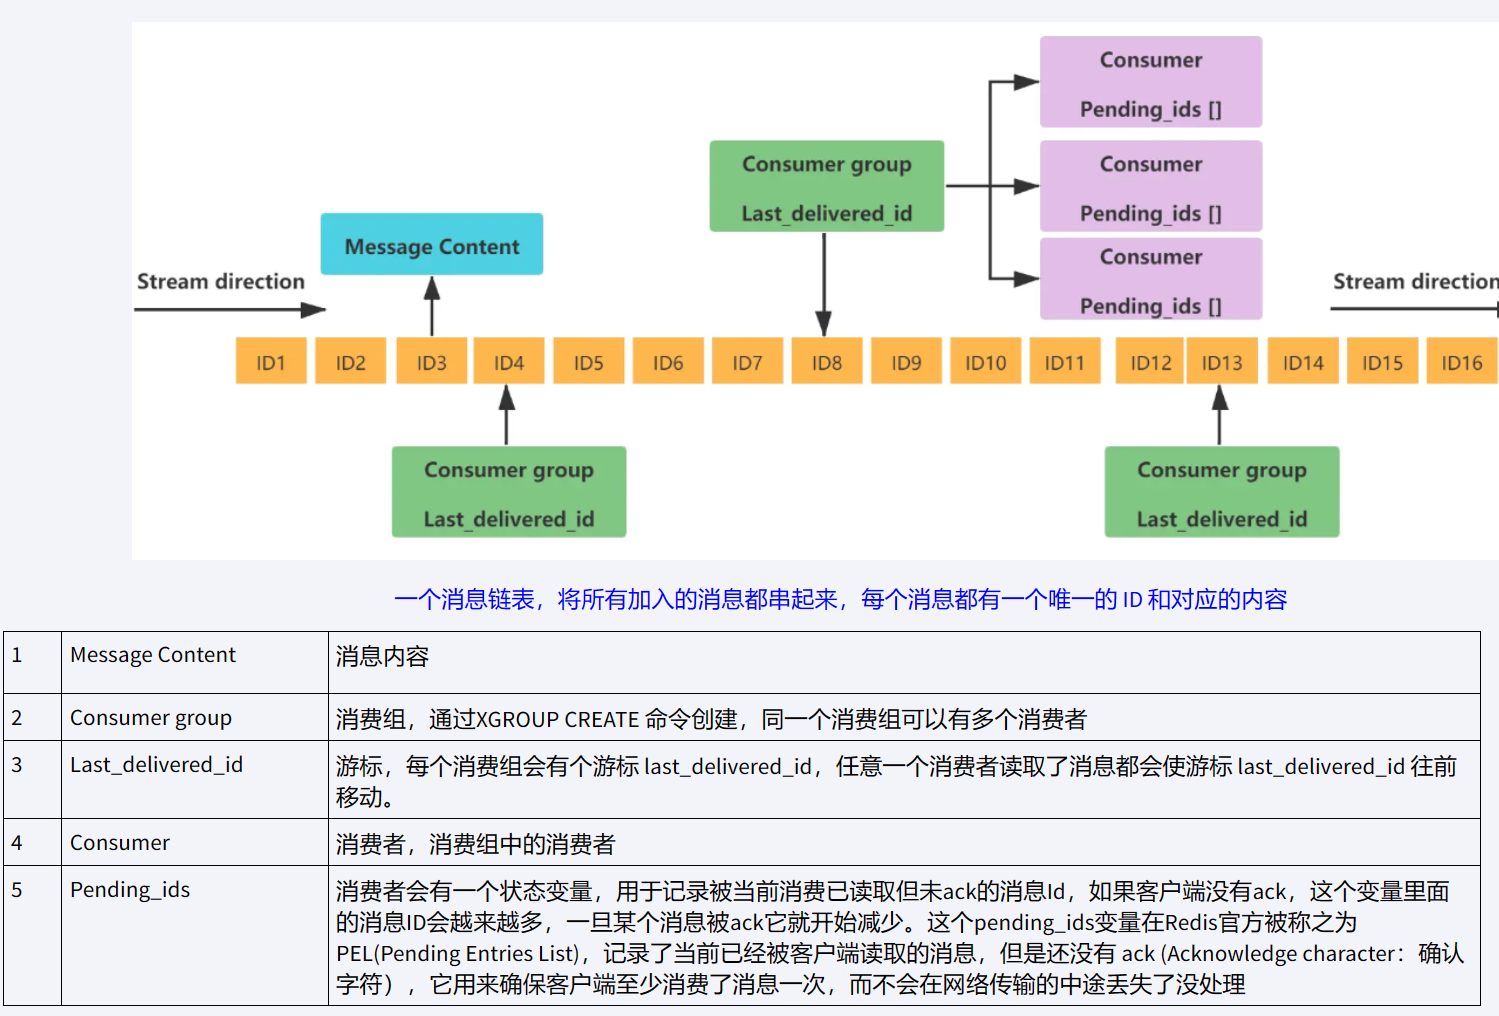 Consumer
Pending_ids []
Consumer group
Last_delivered_id
Consumer
Pending_ids []
Message Content
Consumer
Pending_ids []
Stream direction
Stream direction
ID1 ID2 ID3 ID4 ID5 ID6 ID7 ID8 ID9 ID10 ID11 ID12 ID13 ID14 ID15 ID16
Consumer group
Last_delivered_id
Consumer group
Last_delivered_id
一个消息链表，将所有加入的消息都串起来，每个消息都有一个唯一的 ID 和对应的内容
1 Message Content 消息内容
2 Consumer group 消费组，通过XGROUP CREATE 命令创建，同一个消费组可以有多个消费者
3 Last_delivered_id 游标，每个消费组会有个游标 last_delivered_id，任意一个消费者读取了消息都会使游标 last_delivered_id 往前
移动。
4 Consumer 消费者，消费组中的消费者
5 Pending_ids 消费者会有一个状态变量，用于记录被当前消费已读取但未ack的消息Id，如果客户端没有ack，这个变量里面
的消息ID会越来越多，一旦某个消息被ack它就开始减少。这个pending_ids变量在Redis官方被称之为
PEL(Pending Entries List)，记录了当前已经被客户端读取的消息，但是还没有 ack (Acknowledge character：确认
字符），它用来确保客户端至少消费了消息一次，而不会在网络传输的中途丢失了没处理